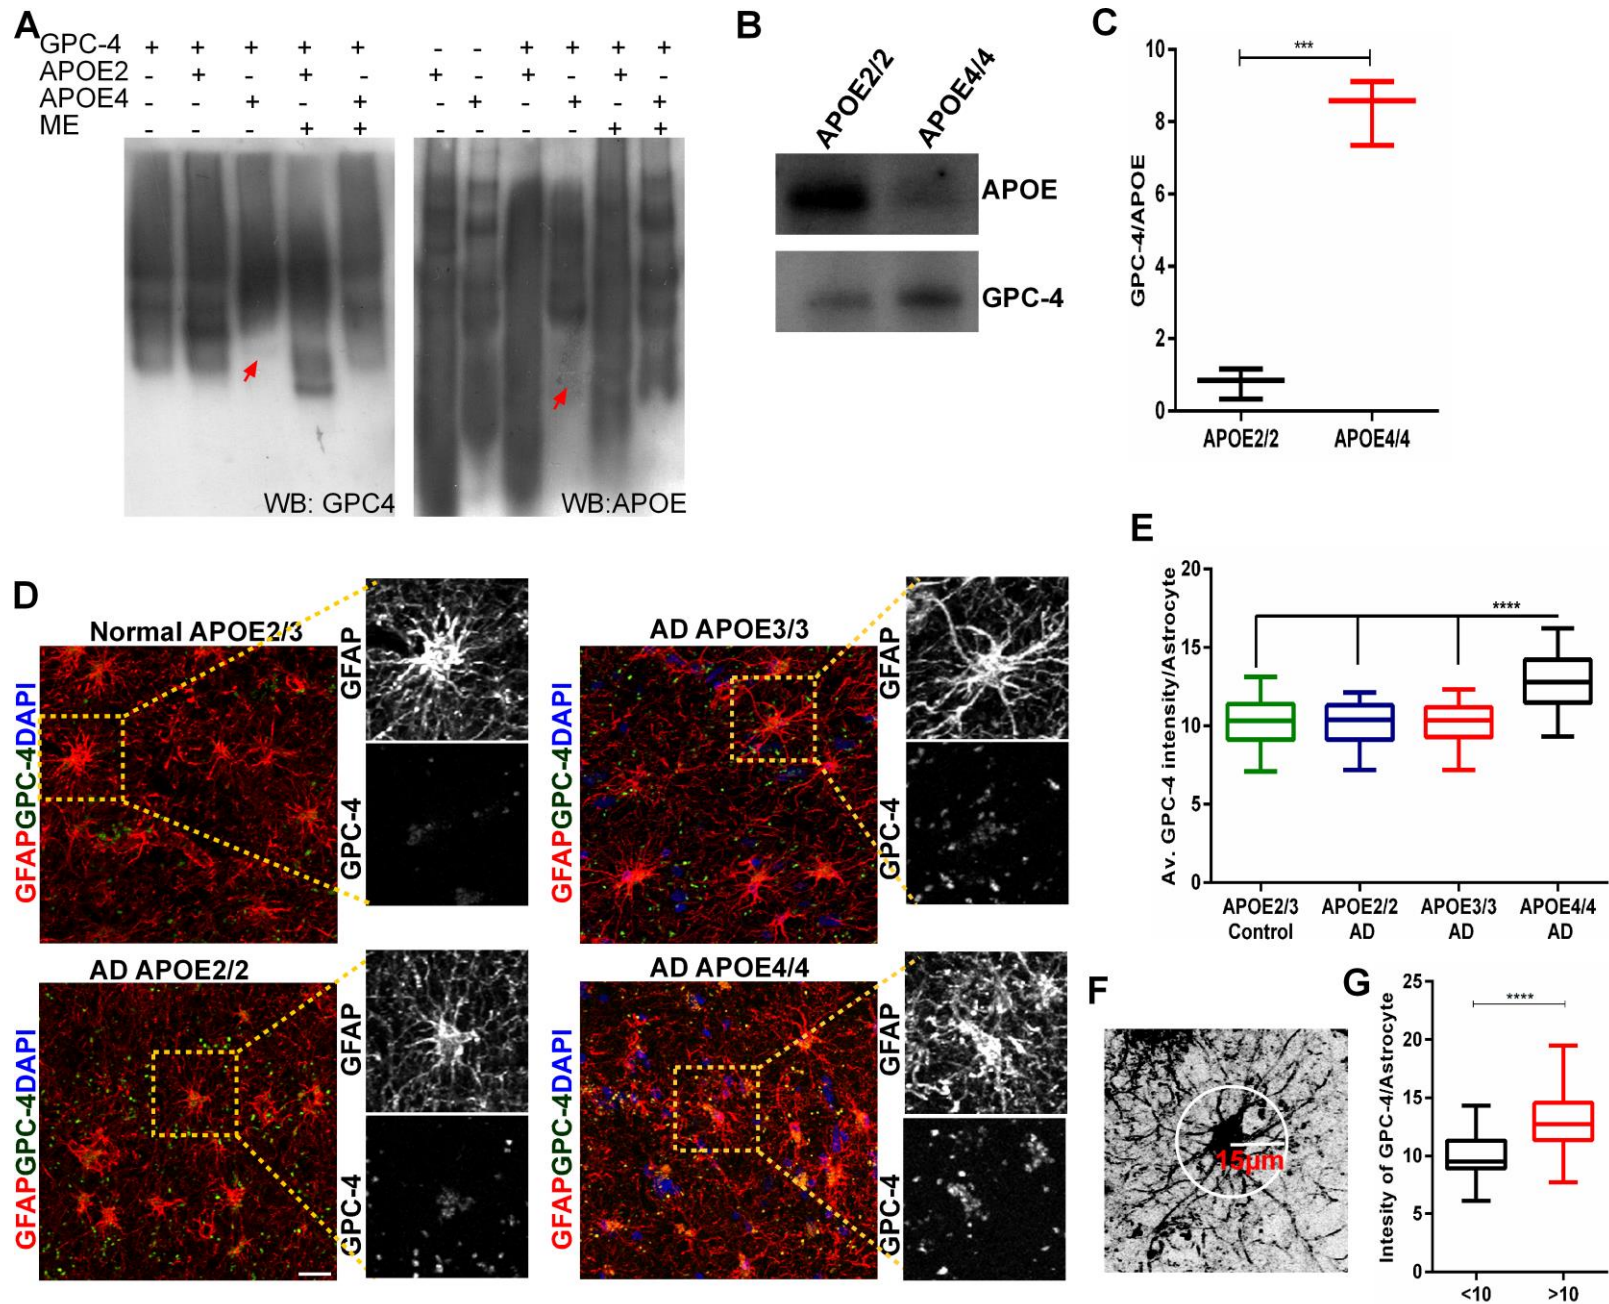 A
GPC-4 + + + + + - - + + + +
APOE2 - + - + - + - + - + -
APOE4 - - + - + - + - + - +
ME - - - + + - - - - + +
WB: GPC4
WB:APOE
B
APOE2/2
APOE4/4
APOE
GPC-4
C
10
8
6
4
2
0
GPC-4/APOE
***
APOE2/2
APOE4/4
D
Normal APOE2/3
GFAPGPC-4DAPI
GFAP
GPC-4
AD APOE3/3
GFAPGPC-4DAPI
GFAP
GPC-4
AD APOE2/2
GFAPGPC-4DAPI
GFAP
GPC-4
AD APOE4/4
GFAPGPC-4DAPI
GFAP
GPC-4
E
20
15
10
5
0
Av. GPC-4 intensity/Astrocyte
****
APOE2/3 Control
APOE2/2 AD
APOE3/3 AD
APOE4/4 AD
F
15μm
G
25
20
15
10
5
0
Intesity of GPC-4/Astrocyte
****
<10
>10